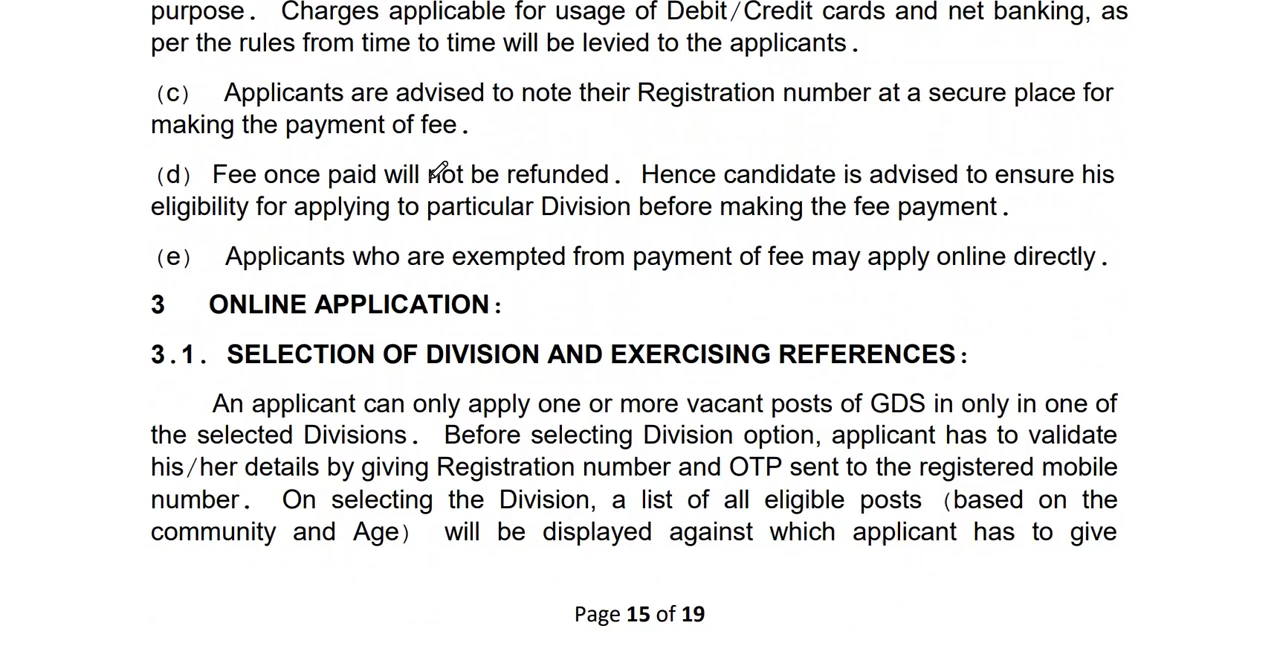 purpose. Charges applicable for usage of Debit/Credit cards and net banking, as
per the rules from time to time will be levied to the applicants.
(c) Applicants are advised to note their Registration number at a secure place for
making the payment of fee.
(d) Fee once paid will not be refunded. Hence candidate is advised to ensure his
eligibility for applying to particular Division before making the fee payment.
(e) Applicants who are exempted from payment of fee may apply online directly.
3 ONLINE APPLICATION:
3.1. SELECTION OF DIVISION AND EXERCISING REFERENCES:
An applicant can only apply one or more vacant posts of GDS in only in one of
the selected Divisions. Before selecting Division option, applicant has to validate
his/her details by giving Registration number and OTP sent to the registered mobile
number. On selecting the Division, a list of all eligible posts (based on the
community and Age) will be displayed against which applicant has to give
Page 15 of 19